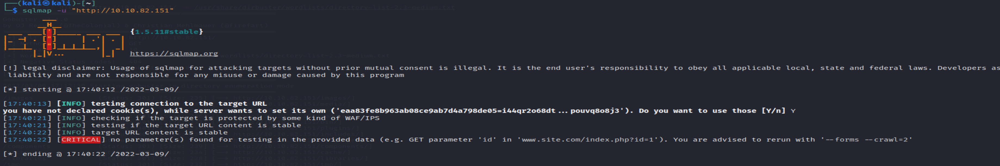 (kali㉿kali)-[~]
$ sqlmap -u "http://10.10.82.151"
{1.5.11#stable}
https://sqlmap.org
[!] legal disclaimer: Usage of sqlmap for attacking targets without prior mutual consent is illegal. It is the end user's responsibility to obey all applicable local, state and federal laws. Developers as
liability and are not responsible for any misuse or damage caused by this program
[*] starting @ 17:40:12 /2022-03-09/
[17:40:13] [INFO] testing connection to the target URL
you have not declared cookie(s), while server wants to set its own ('eaa83fe8b963ab08ce9ab7d4a798de05=i44qr2o68dt...pouvq8o8j3'). Do you want to use those [Y/n] Y
[17:40:21] [INFO] checking if the target is protected by some kind of WAF/IPS
[17:40:21] [INFO] testing if the target URL content is stable
[17:40:22] [INFO] target URL content is stable
[17:40:22] [CRITICAL] no parameter(s) found for testing in the provided data (e.g. GET parameter 'id' in 'www.site.com/index.php?id=1'). You are advised to rerun with '--forms --crawl=2'
[*] ending @ 17:40:22 /2022-03-09/